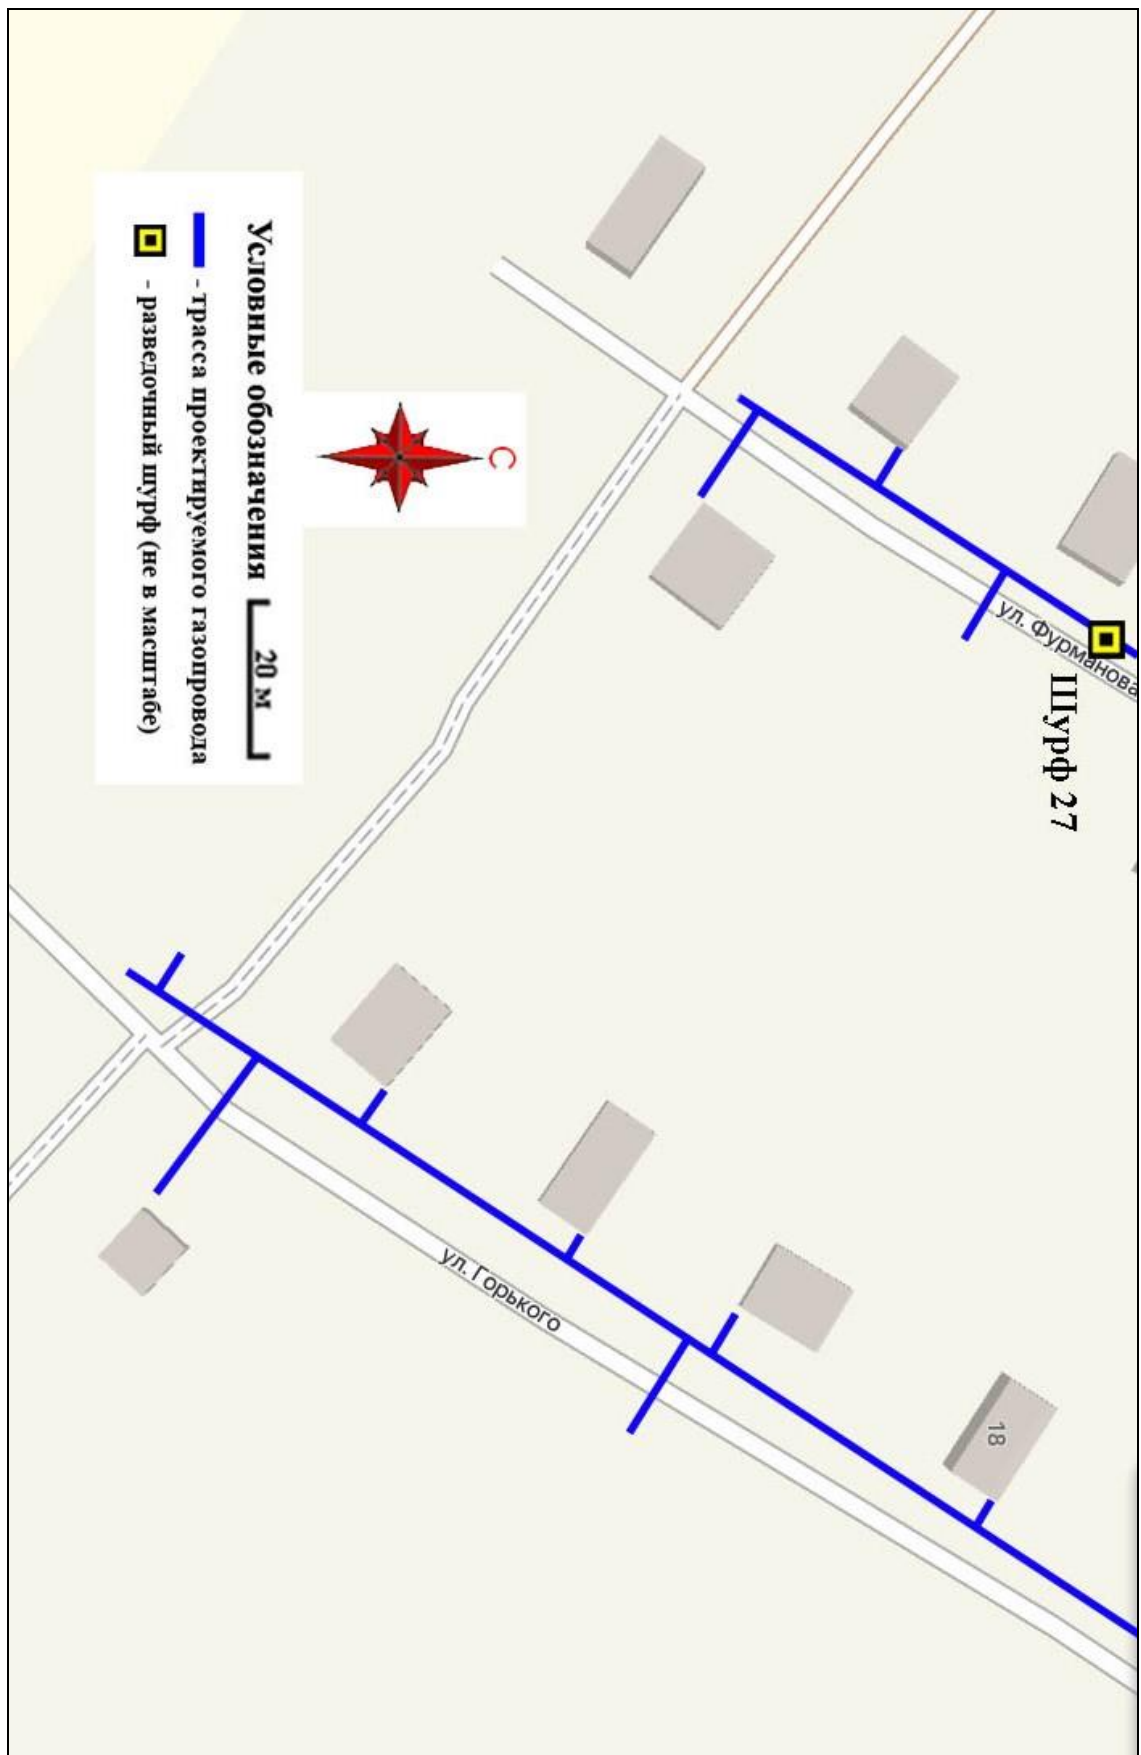 С
Условные обозначения
20 м
- трасса проектируемого газопровода
- разведочный шурф (не в масштабе)
ул. Фурманова
Шурф 27
ул. Горького
18